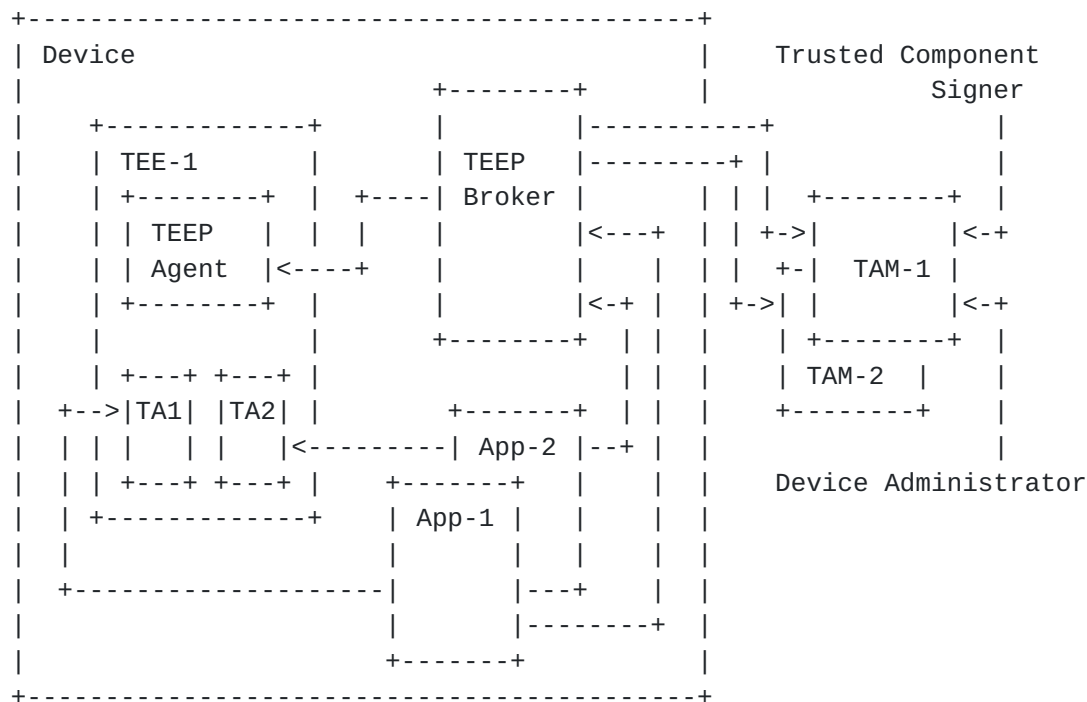 Device Trusted Component
Signer
TEE-1 TEEP
Broker
TEEP
Agent TAM-1
TAM-2
TA1 TA2
App-2
Device Administrator
App-1